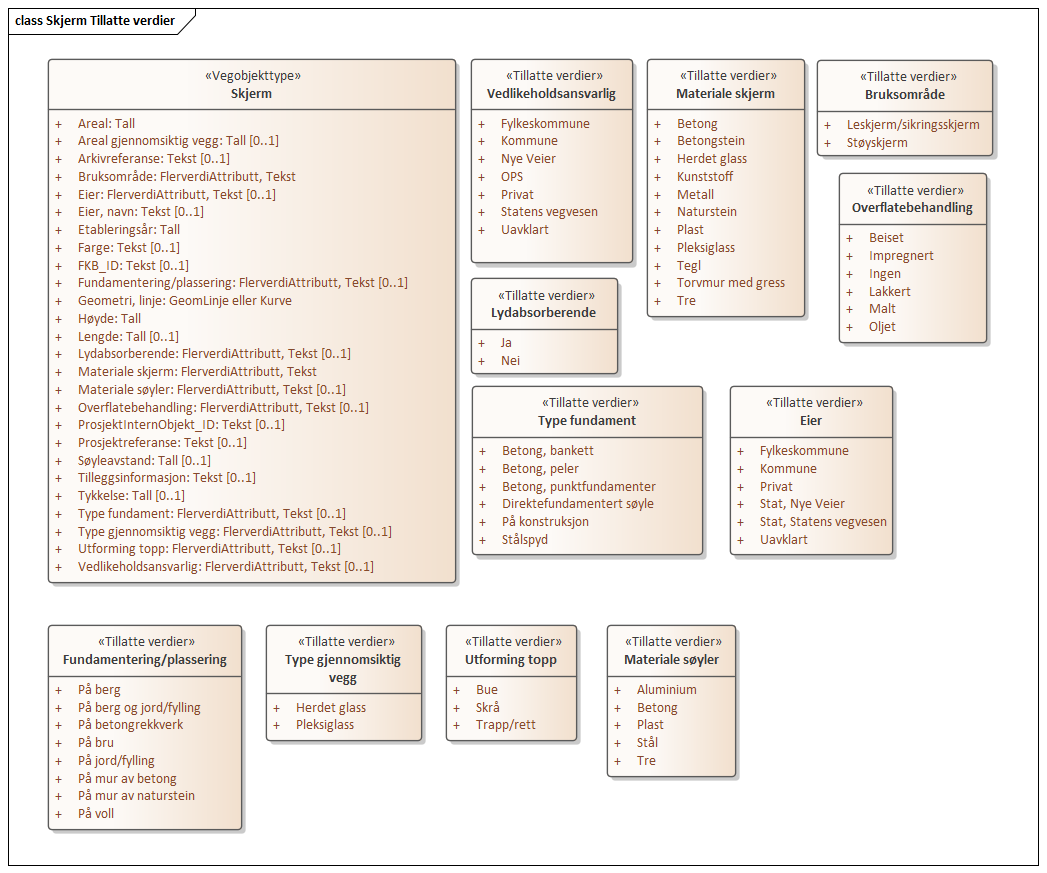 class Skjerm Tillatte verdier
«Vegobjekttype»
Skjerm
+ Areal: Tall
+ Areal gjennomsiktig vegg: Tall [0..1]
+ Arkivreferanse: Tekst [0..1]
+ Bruksområde: FlerverdiAttributt, Tekst
+ Eier: FlerverdiAttributt, Tekst [0..1]
+ Eier, navn: Tekst [0..1]
+ Etableringsår: Tall
+ Farge: Tekst [0..1]
+ FKB_ID: Tekst [0..1]
+ Fundamentering/plassering: FlerverdiAttributt, Tekst [0..1]
+ Geometri, linje: GeomLinje eller Kurve
+ Høyde: Tall
+ Lengde: Tall [0..1]
+ Lydabsorberende: FlerverdiAttributt, Tekst [0..1]
+ Materiale skjerm: FlerverdiAttributt, Tekst
+ Materiale søyler: FlerverdiAttributt, Tekst [0..1]
+ Overflatebehandling: FlerverdiAttributt, Tekst [0..1]
+ ProsjektInternObjekt_ID: Tekst [0..1]
+ Prosjektreferanse: Tekst [0..1]
+ Søyleavstand: Tall [0..1]
+ Tilleggsinformasjon: Tekst [0..1]
+ Tykkelse: Tall [0..1]
+ Type fundament: FlerverdiAttributt, Tekst [0..1]
+ Type gjennomsiktig vegg: FlerverdiAttributt, Tekst [0..1]
+ Utforming topp: FlerverdiAttributt, Tekst [0..1]
+ Vedlikeholdsansvarlig: FlerverdiAttributt, Tekst [0..1]
«Tillatte verdier»
Vedlikeholdsansvarlig
+ Fylkeskommune
+ Kommune
+ Nye Veier
+ OPS
+ Privat
+ Statens vegvesen
+ Uavklart
«Tillatte verdier»
Materiale skjerm
+ Betong
+ Betongstein
+ Herdet glass
+ Kunststoff
+ Metall
+ Naturstein
+ Plast
+ Pleksiglass
+ Tegl
+ Torvmur med gress
+ Tre
«Tillatte verdier»
Bruksområde
+ Leskjerm/sikringsskjerm
+ Støyskjerm
«Tillatte verdier»
Overflatebehandling
+ Beiset
+ Impregnert
+ Ingen
+ Lakkert
+ Malt
+ Oljet
«Tillatte verdier»
Lydabsorberende
+ Ja
+ Nei
«Tillatte verdier»
Type fundament
+ Betong, bankett
+ Betong, peler
+ Betong, punktfundamenter
+ Direktefundamentert søyle
+ På konstruksjon
+ Stålspyd
«Tillatte verdier»
Eier
+ Fylkeskommune
+ Kommune
+ Privat
+ Stat, Nye Veier
+ Stat, Statens vegvesen
+ Uavklart
«Tillatte verdier»
Fundamentering/plassering
+ På berg
+ På berg og jord/fylling
+ På betongrekkverk
+ På bru
+ På jord/fylling
+ På mur av betong
+ På mur av naturstein
+ På voll
«Tillatte verdier»
Type gjennomsiktig
vegg
+ Herdet glass
+ Pleksiglass
«Tillatte verdier»
Utforming topp
+ Bue
+ Skrå
+ Trapp/rett
«Tillatte verdier»
Materiale søyler
+ Aluminium
+ Betong
+ Plast
+ Stål
+ Tre